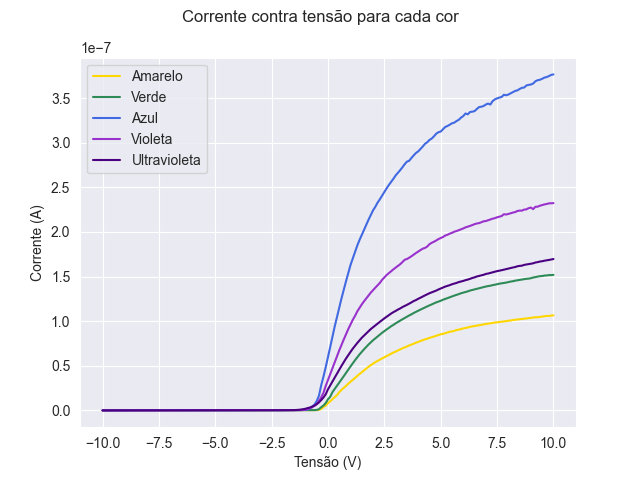 Corrente contra tensão para cada cor
1e−7
Amarelo
Verde
Azul
Violeta
Ultravioleta
3.5
3.0
2.5
2.0
1.5
1.0
0.5
0.0
Corrente (A)
−10.0 −7.5 −5.0 −2.5 0.0 2.5 5.0 7.5 10.0
Tensão (V)